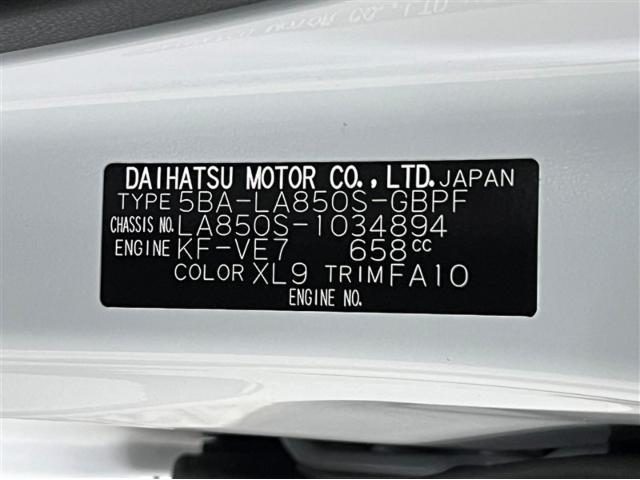 DAIHATSU MOTOR CO., LTD. JAPAN
TYPE 5BA-LA850S-GBPF
CHASSIS NO. LA850S-1034894
ENGINE KF-VE7 658cc
COLOR XL9 TRIM FA10
ENGINE NO.